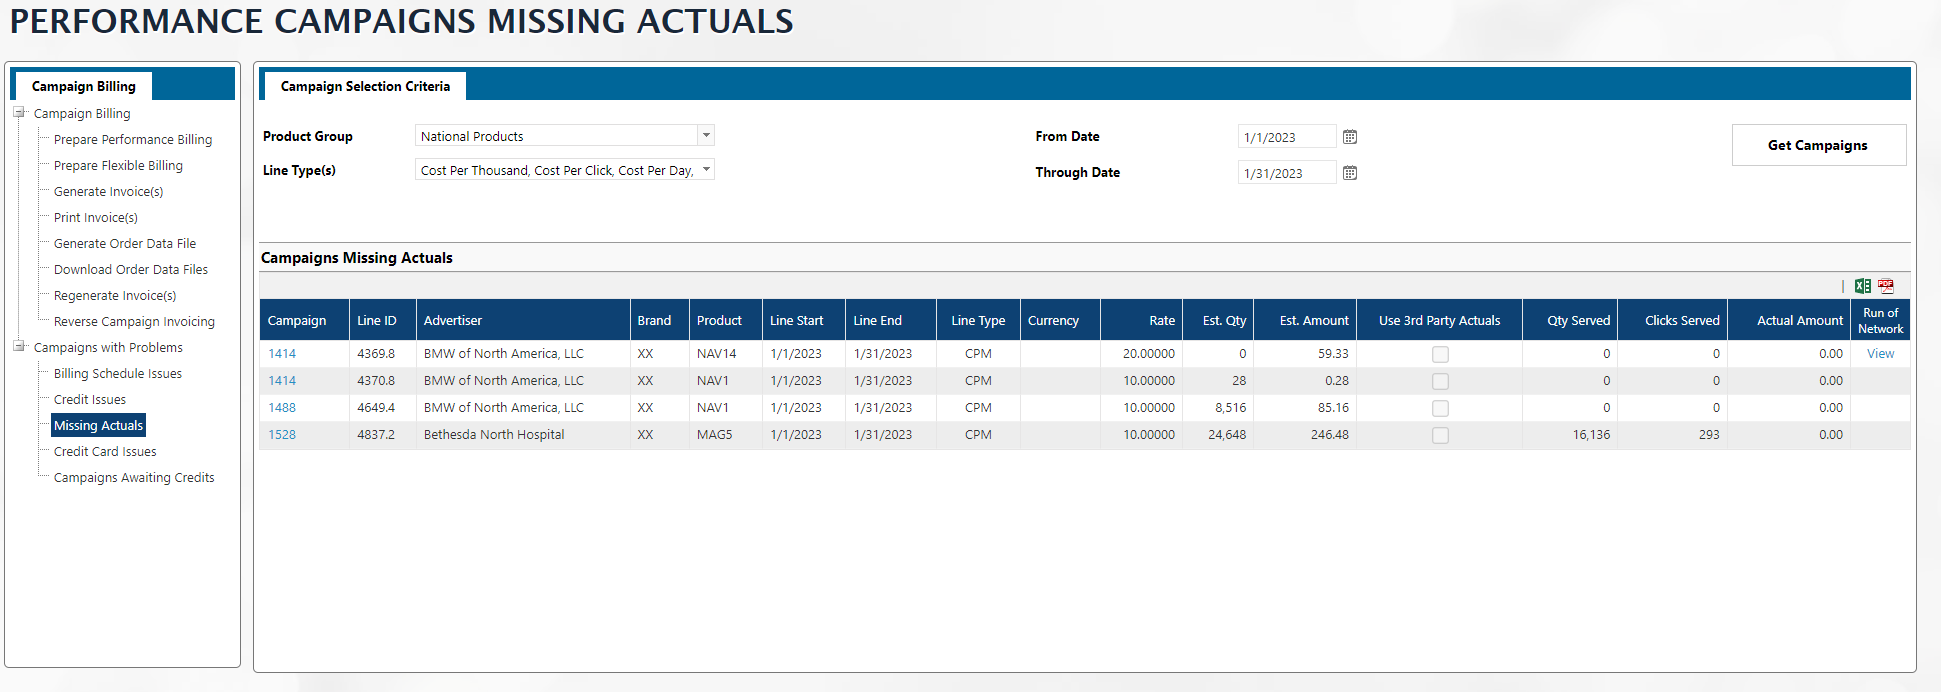 PERFORMANCE CAMPAIGNS MISSING ACTUALS
Campaign Billing
Campaign Billing
Prepare Performance Billing
Prepare Flexible Billing
Generate Invoice(s)
Print Invoice(s)
Generate Order Data File
Download Order Data Files
Regenerate Invoice(s)
Reverse Campaign Invoicing
Campaigns with Problems
Billing Schedule Issues
Credit Issues
Missing Actuals
Credit Card Issues
Campaigns Awaiting Credits
Campaign Selection Criteria
Product Group National Products From Date 1/1/2023 Get Campaigns
Line Type(s) Cost Per Thousand, Cost Per Click, Cost Per Day, Through Date 1/31/2023
Campaigns Missing Actuals
PDF
Campaign Line ID Advertiser Brand Product Line Start Line End Line Type Currency Rate Est. Qty Est. Amount Use 3rd Party Actuals Qty Served Clicks Served Actual Amount Run of Network
1414 4369.8 BMW of North America, LLC XX NAV14 1/1/2023 1/31/2023 CPM 20.00000 0 59.33 0 0 0.00 View
1414 4370.8 BMW of North America, LLC XX NAV1 1/1/2023 1/31/2023 CPM 10.00000 28 0.28 0 0 0.00
1488 4649.4 BMW of North America, LLC XX NAV1 1/1/2023 1/31/2023 CPM 10.00000 8,516 85.16 0 0 0.00
1528 4837.2 Bethesda North Hospital XX MAG5 1/1/2023 1/31/2023 CPM 10.00000 24,648 246.48 16,136 293 0.00